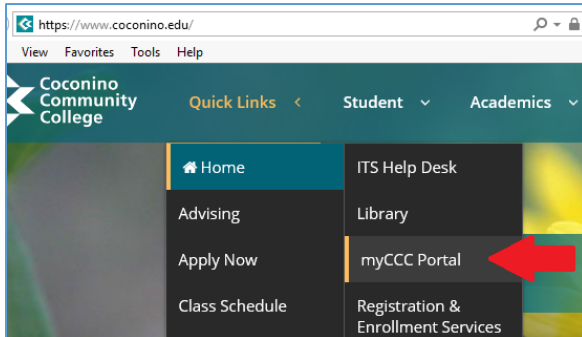 https://www.coconino.edu/
View Favorites Tools Help
Coconino
Community
College
Quick Links Student Academics
Home
ITS Help Desk
Advising
Library
Apply Now
myCCC Portal
Class Schedule
Registration &
Enrollment Services